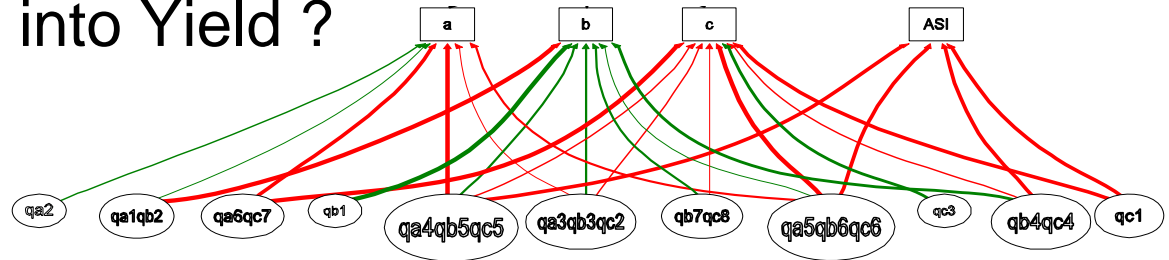 into Yield ?
a b c ASI
qa2 qa1qb2 qa6qc7 qb1 qa4qb5qc5 qa3qb3qc2 qb7qc8 qa5qb6qc6 qc3 qb4qc4 qc1